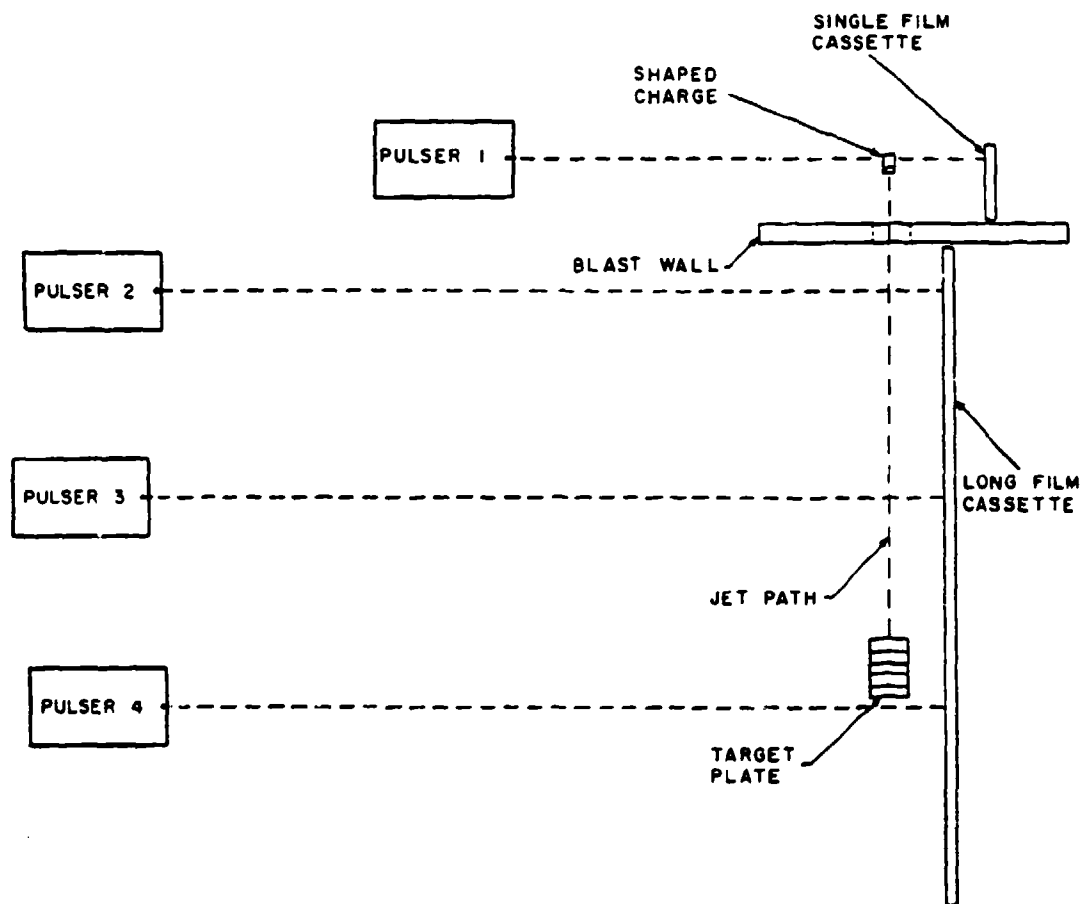 SINGLE FILM
CASSETTE
SHAPED
CHARGE
PULSER 1
BLAST WALL
PULSER 2
PULSER 3
LONG FILM
CASSETTE
JET PATH
PULSER 4
TARGET
PLATE